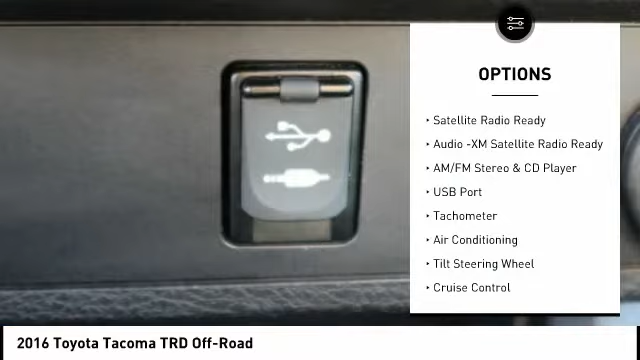 OPTIONS
• Satellite Radio Ready
• Audio -XM Satellite Radio Ready
• AM/FM Stereo & CD Player
• USB Port
• Tachometer
• Air Conditioning
• Tilt Steering Wheel
• Cruise Control
2016 Toyota Tacoma TRD Off-Road